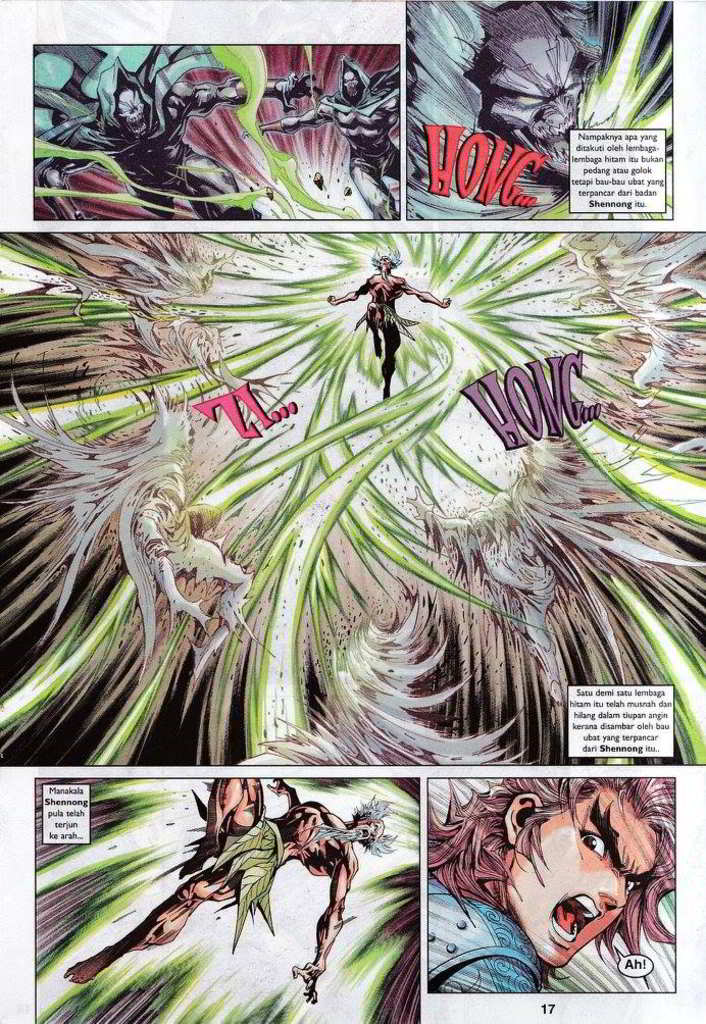 Nampaknya apa yang
ditakuti oleh lembaga-
lembaga hitam itu bukan
pedang atau golok
tetapi bau-bau ubat yang
terpancar dari badan
Shennong itu.
HONG...
ZI...
HONG...
Satu demi satu lembaga
hitam itu telah musnah dan
hilang dalam tiupan angin
kerana disambar oleh bau
ubat yang terpancar
dari Shennong itu..
Manakala
Shennong
pula telah
terjun
ke arah...
Ah!
17